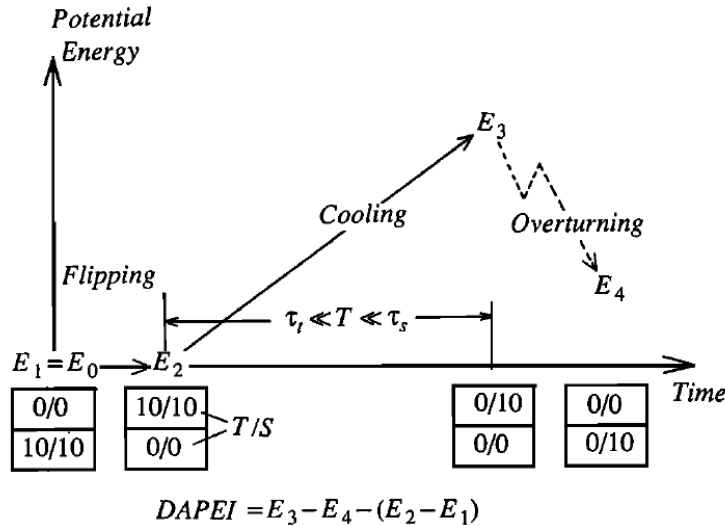 Potential
Energy
E₃
Cooling
Overturning
Flipping
E₄
τₜ ≪ T ≪ τₛ
E₁ = E₀
E₂
Time
0/0
10/10
10/10
0/0
T/S
0/10
0/0
0/0
0/10
DAPEI = E₃ − E₄ − (E₂ − E₁)